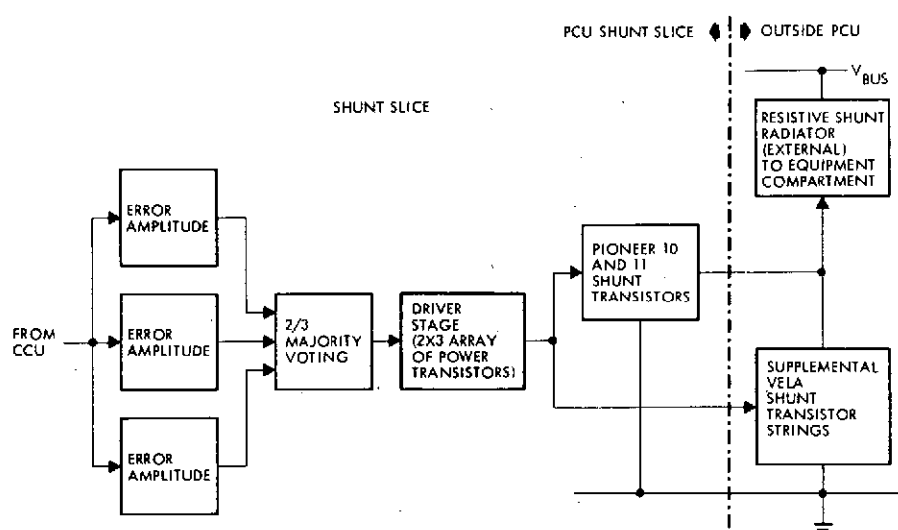 PCU SHUNT SLICE
OUTSIDE PCU
V BUS
SHUNT SLICE
RESISTIVE SHUNT
RADIATOR
(EXTERNAL)
TO EQUIPMENT
COMPARTMENT
ERROR
AMPLITUDE
PIONEER 10
AND 11
SHUNT
TRANSISTORS
FROM
CCU
ERROR
AMPLITUDE
2/3
MAJORITY
VOTING
DRIVER
STAGE
(2X3 ARRAY
OF POWER
TRANSISTORS)
SUPPLEMENTAL
VELA
SHUNT
TRANSISTOR
STRINGS
ERROR
AMPLITUDE